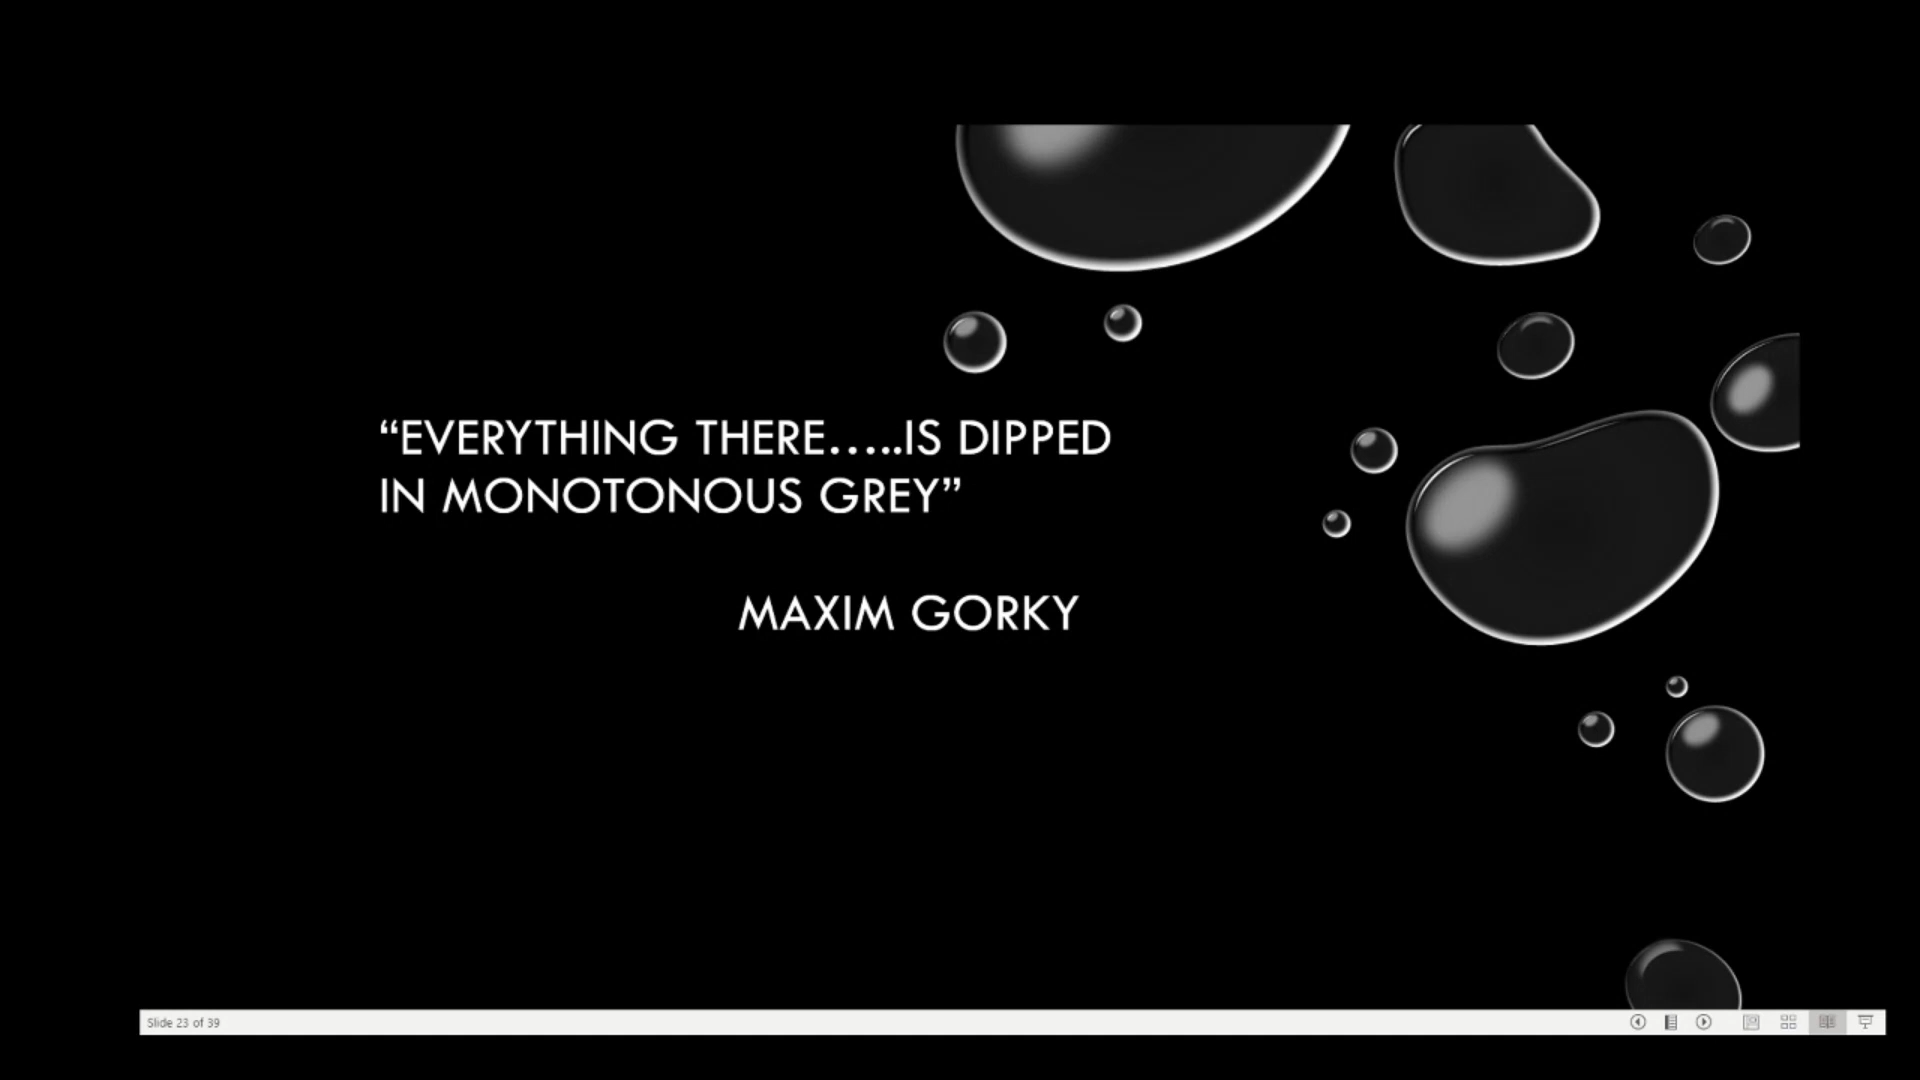 “EVERYTHING THERE…..IS DIPPED
IN MONOTONOUS GREY”
MAXIM GORKY
Slide 23 of 39